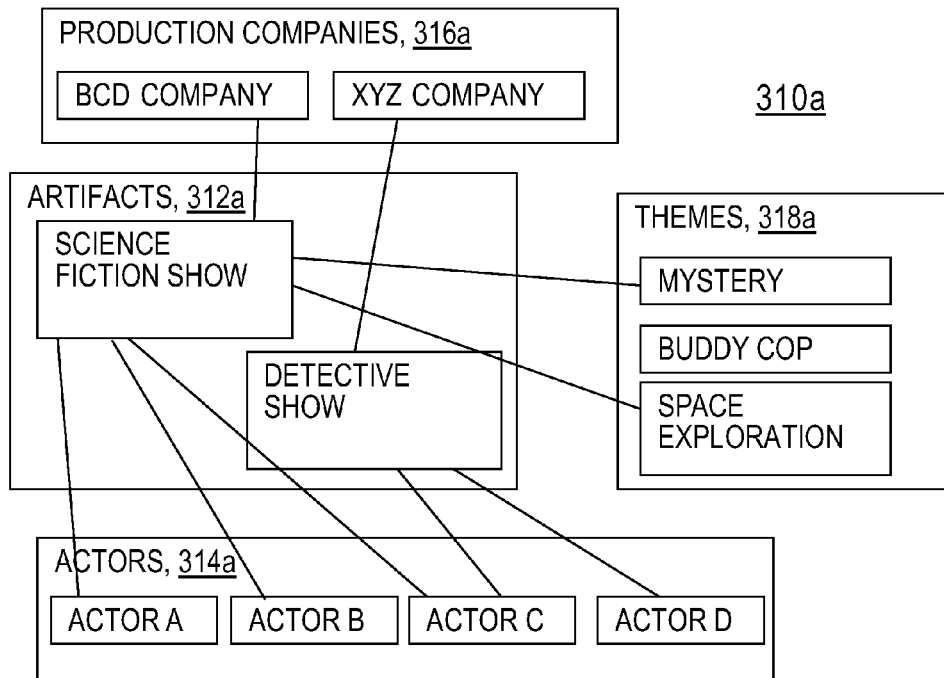 PRODUCTION COMPANIES, 316a
BCD COMPANY
XYZ COMPANY
310a
ARTIFACTS, 312a
SCIENCE
FICTION SHOW
DETECTIVE
SHOW
THEMES, 318a
MYSTERY
BUDDY COP
SPACE
EXPLORATION
ACTORS, 314a
ACTOR A
ACTOR B
ACTOR C
ACTOR D